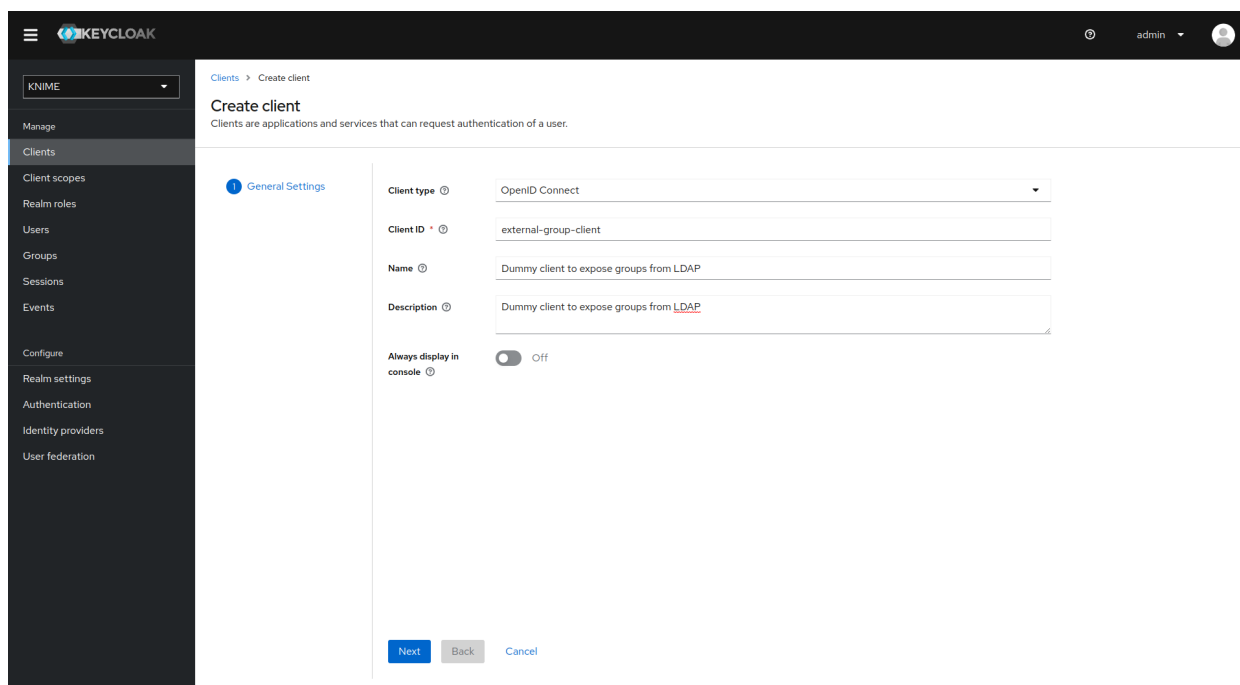 KEYCLOAK
admin
KNIME
Manage
Clients
Client scopes
Realm roles
Users
Groups
Sessions
Events
Configure
Realm settings
Authentication
Identity providers
User federation
Clients > Create client
Create client
Clients are applications and services that can request authentication of a user.
1 General Settings
Client type OpenID Connect
Client ID * external-group-client
Name Dummy client to expose groups from LDAP
Description Dummy client to expose groups from LDAP
Always display in
console Off
Next Back Cancel